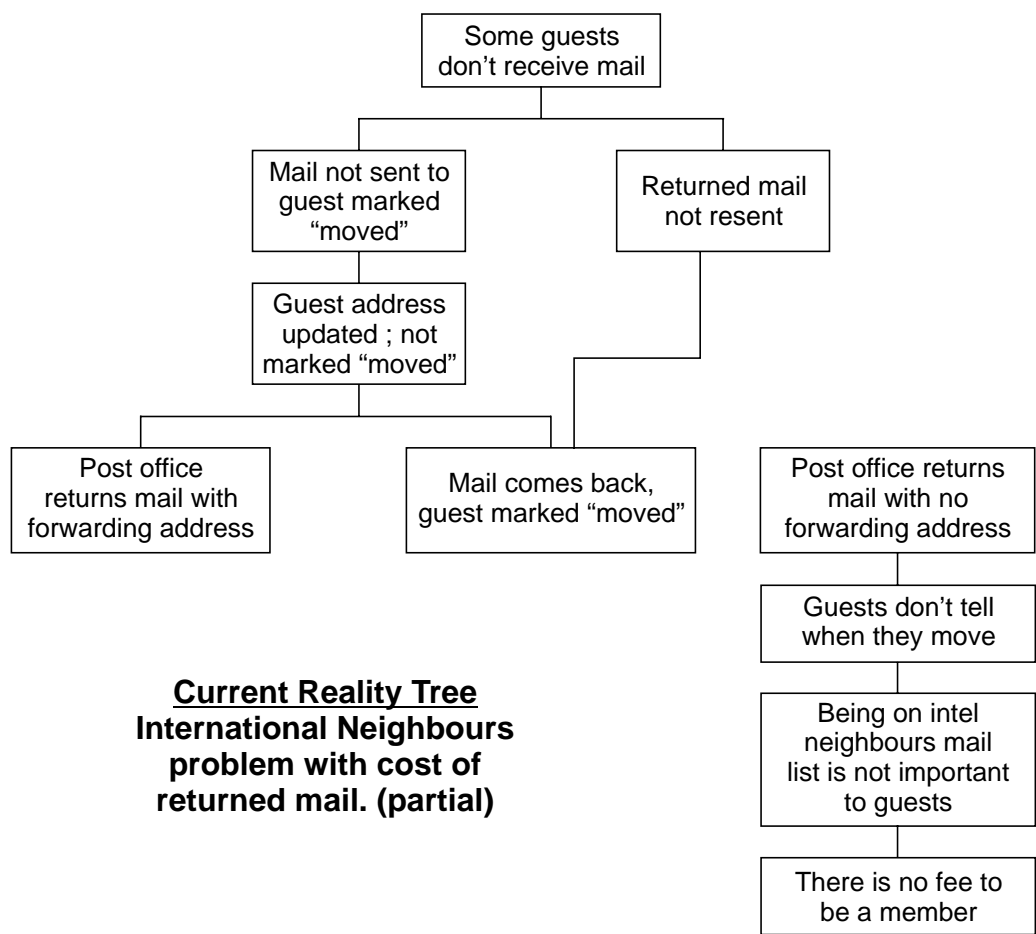 Some guests
don’t receive mail
Mail not sent to
guest marked
“moved”
Returned mail
not resent
Guest address
updated ; not
marked “moved”
Post office
returns mail with
forwarding address
Mail comes back,
guest marked “moved”
Post office returns
mail with no
forwarding address
Guests don’t tell
when they move
Being on intel
neighbours mail
list is not important
to guests
There is no fee to
be a member
Current Reality Tree
International Neighbours
problem with cost of
returned mail. (partial)